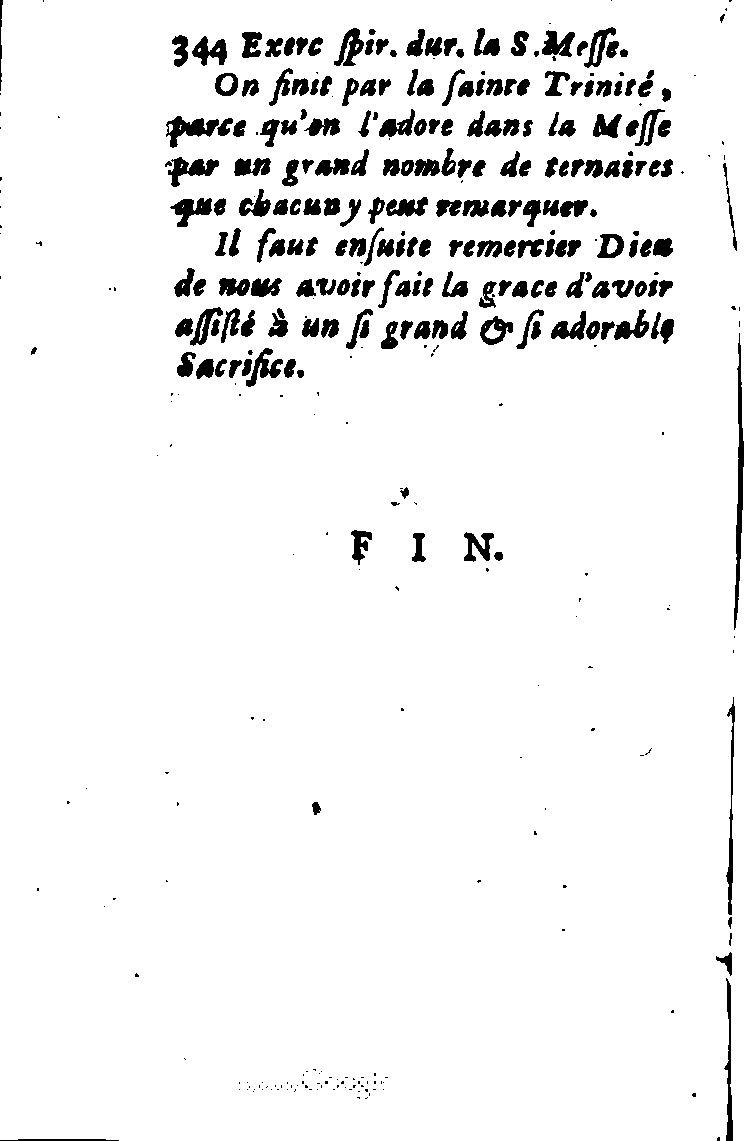 344 Exerc ſpir. dur. la S. Meſſe.
On finit par la ſainte Trinité,
parce qu'on l'adore dans la Meſſe
par un grand nombre de ternaires
que chacun y peut remarquer.
Il faut enſuite remercier Dieu
de nous avoir fait la grace d'avoir
aſſiſté à un ſi grand & ſi adorable
Sacrifice.
F I N.
Google